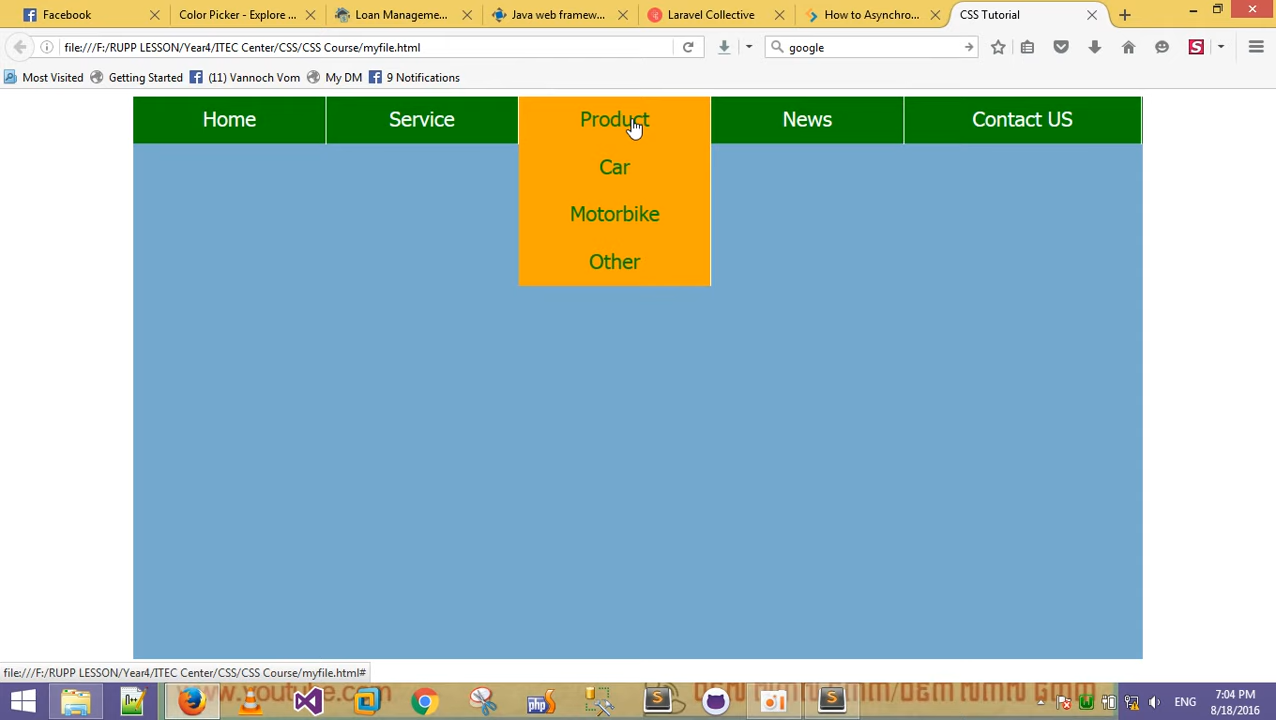 Facebook
Color Picker - Explore ...
Loan Manageme...
Java web framew...
Laravel Collective
How to Asynchro...
CSS Tutorial
file:///F:/RUPP LESSON/Year4/ITEC Center/CSS/CSS Course/myfile.html
google
Most Visited
Getting Started
(11) Vannoch Vom
My DM
9 Notifications
Home
Service
Product
News
Contact US
Car
Motorbike
Other
file:///F:/RUPP LESSON/Year4/ITEC Center/CSS/CSS Course/myfile.html#
ENG
7:04 PM
8/18/2016